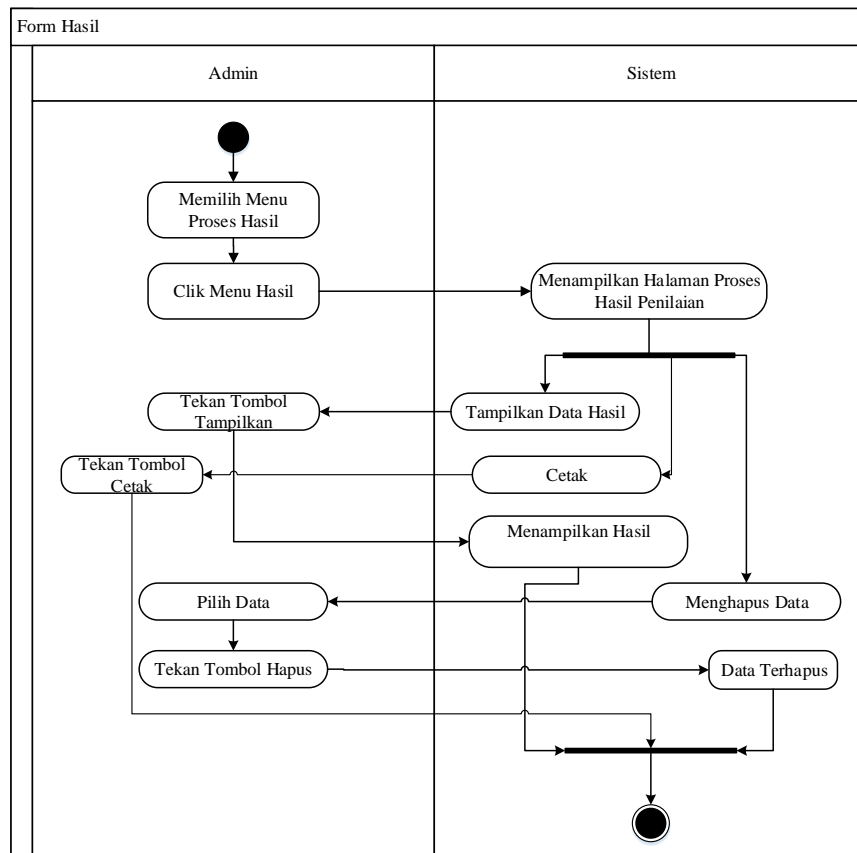 Form Hasil
Admin
Sistem
Memilih Menu
Proses Hasil
Clik Menu Hasil
Menampilkan Halaman Proses
Hasil Penilaian
Tekan Tombol
Tampilkan
Tampilkan Data Hasil
Tekan Tombol
Cetak
Cetak
Menampilkan Hasil
Pilih Data
Menghapus Data
Tekan Tombol Hapus
Data Terhapus